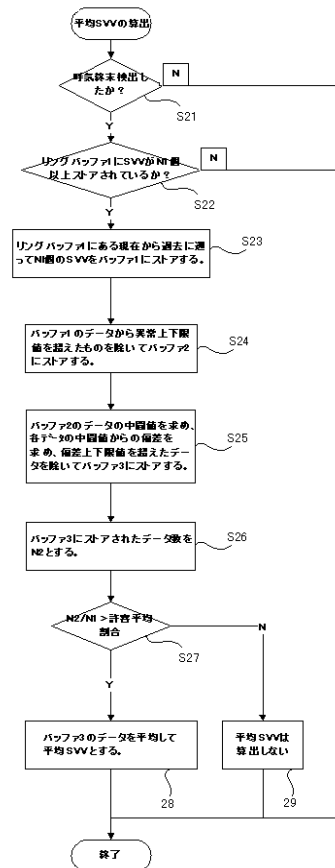 平均SVVの算出
呼気終末検出し
たか？
N
S21
Y
リングバッファ1にSVVがN1個
以上ストアされているか？
N
S22
Y
リングバッファ1にある現在から過去に遡
ってN1個のSVVをバッファ1にストアする。
S23
バッファ1のデータから異常上下限
値を超えたものを除いてバッファ2
にストアする。
S24
バッファ2のデータの中間値を求め、
各データの中間値からの偏差を
求め、偏差上下限値を超えたデー
タを除いてバッファ3にストアする。
S25
バッファ3にストアされたデータ数を
N2とする。
S26
N2/N1＞許容平均
割合
N
S27
Y
バッファ3のデータを平均して
平均SVVとする。
28
平均SVVは
算出しない
29
終了